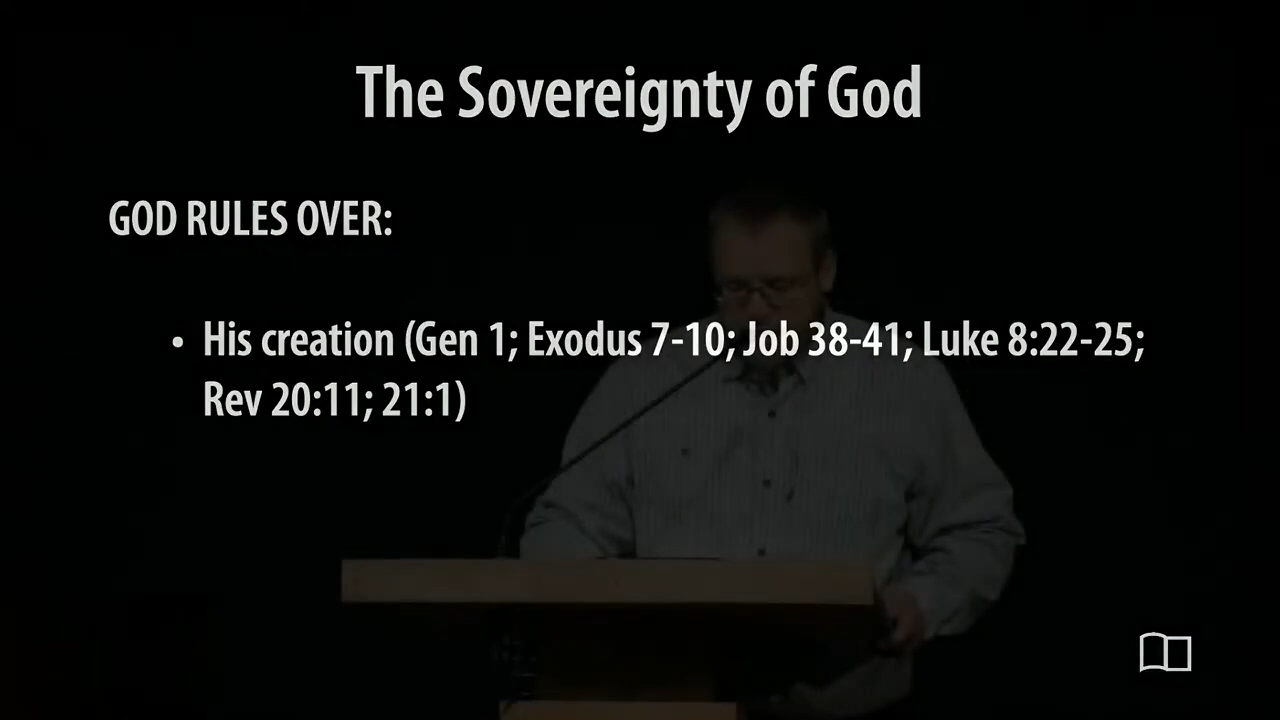 The Sovereignty of God
GOD RULES OVER:
• His creation (Gen 1; Exodus 7-10; Job 38-41; Luke 8:22-25;
Rev 20:11; 21:1)